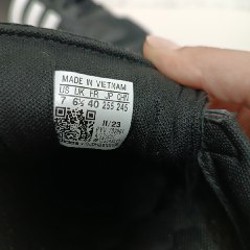 MADE IN VIETNAM
US UK FR JP CHN
7 6½ 40 255 245
11/23